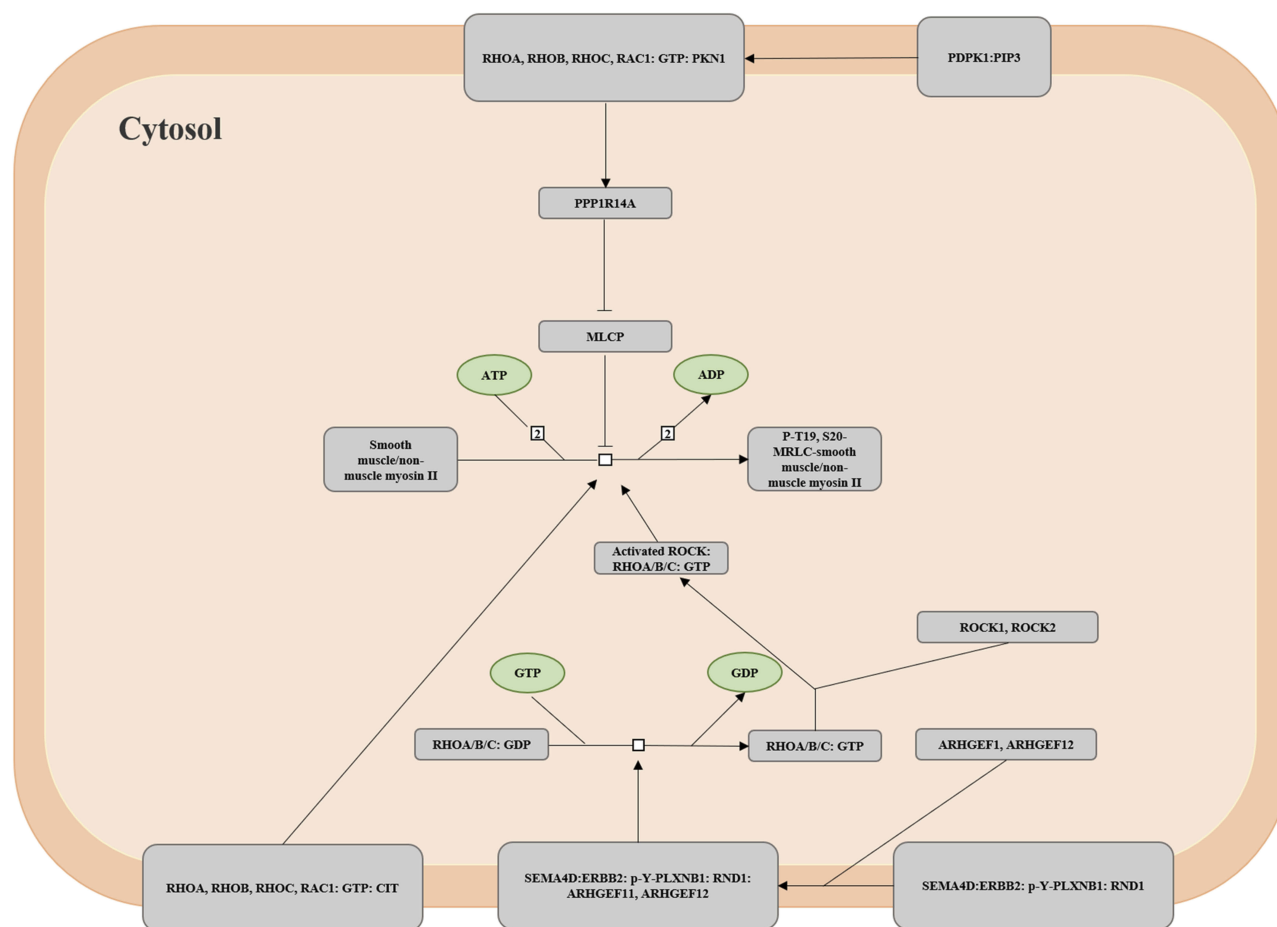 RHOA, RHOB, RHOC, RAC1: GTP: PKN1
PDPK1:PIP3
Cytosol
PPP1R14A
MLCP
ATP
ADP
2
2
Smooth
muscle/non-
muscle myosin II
P-T19, S20-
MRLC-smooth
muscle/non-
muscle myosin II
Activated ROCK:
RHOA/B/C: GTP
ROCK1, ROCK2
GTP
GDP
RHOA/B/C: GDP
RHOA/B/C: GTP
ARHGEF1, ARHGEF12
RHOA, RHOB, RHOC, RAC1: GTP: CIT
SEMA4D:ERBB2: p-Y-PLXNB1: RND1:
ARHGEF11, ARHGEF12
SEMA4D:ERBB2: p-Y-PLXNB1: RND1